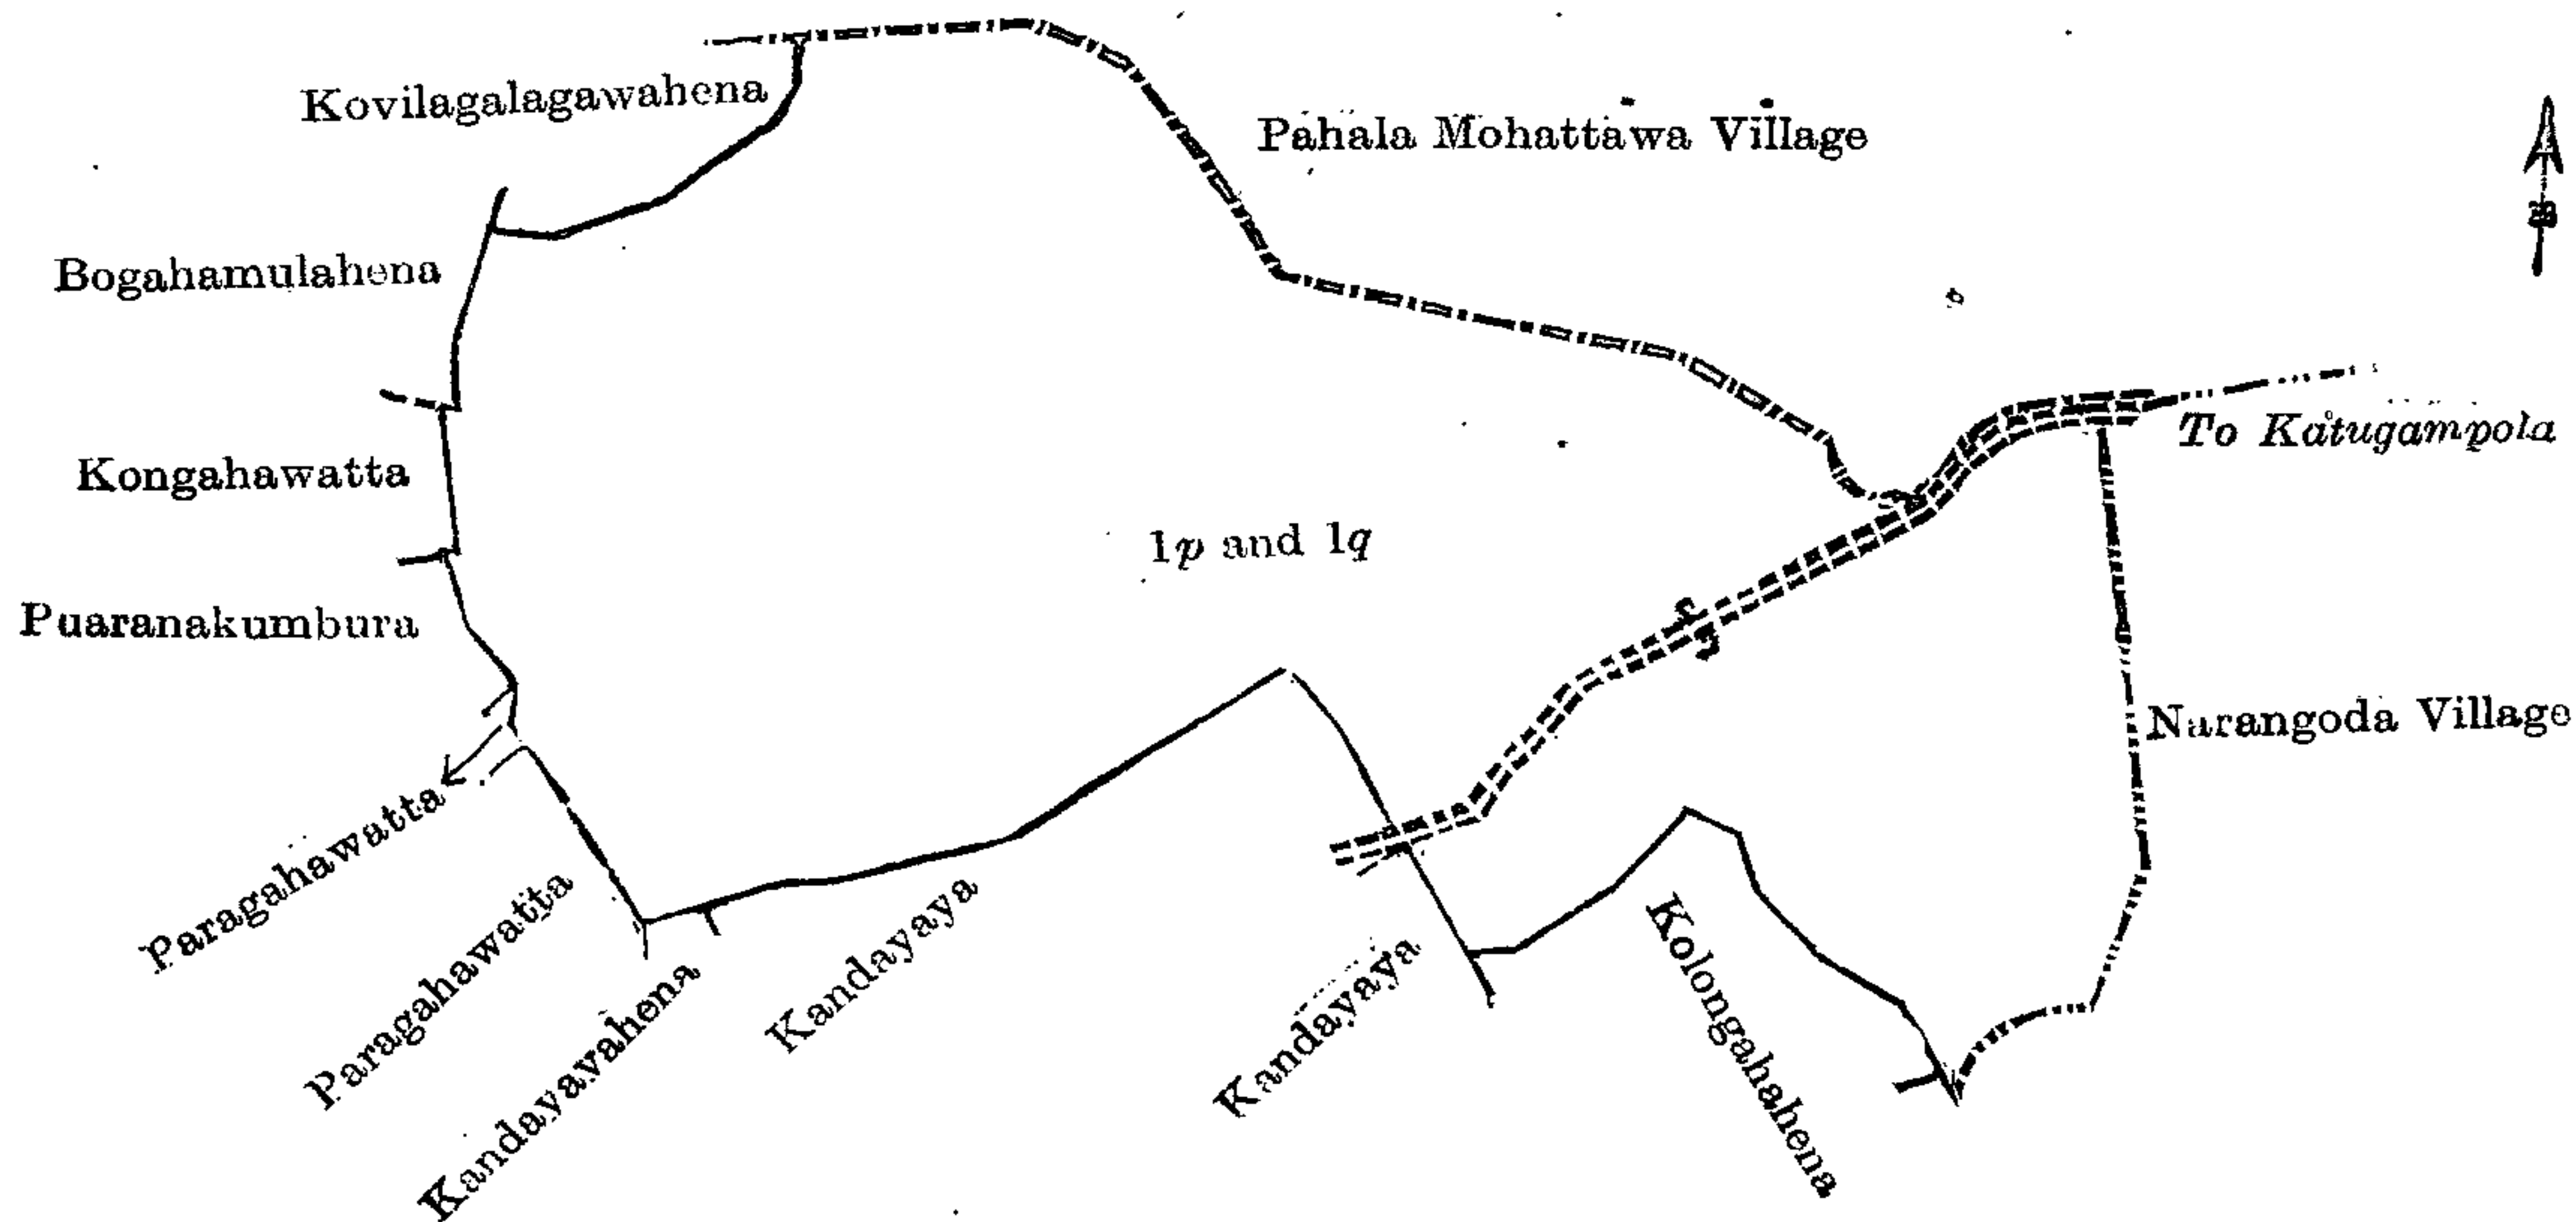 Kovilagalagawahena
Pahala Mohattawa Village
Bogahamulahena
To Katugampola
Kongahawatta
1p and 1q
Puaranakumbura
Narangoda Village
Paragahawatta
Paragahawatta
Kandayayahena
Kandayaya
Kandayaya
Kolongahahena